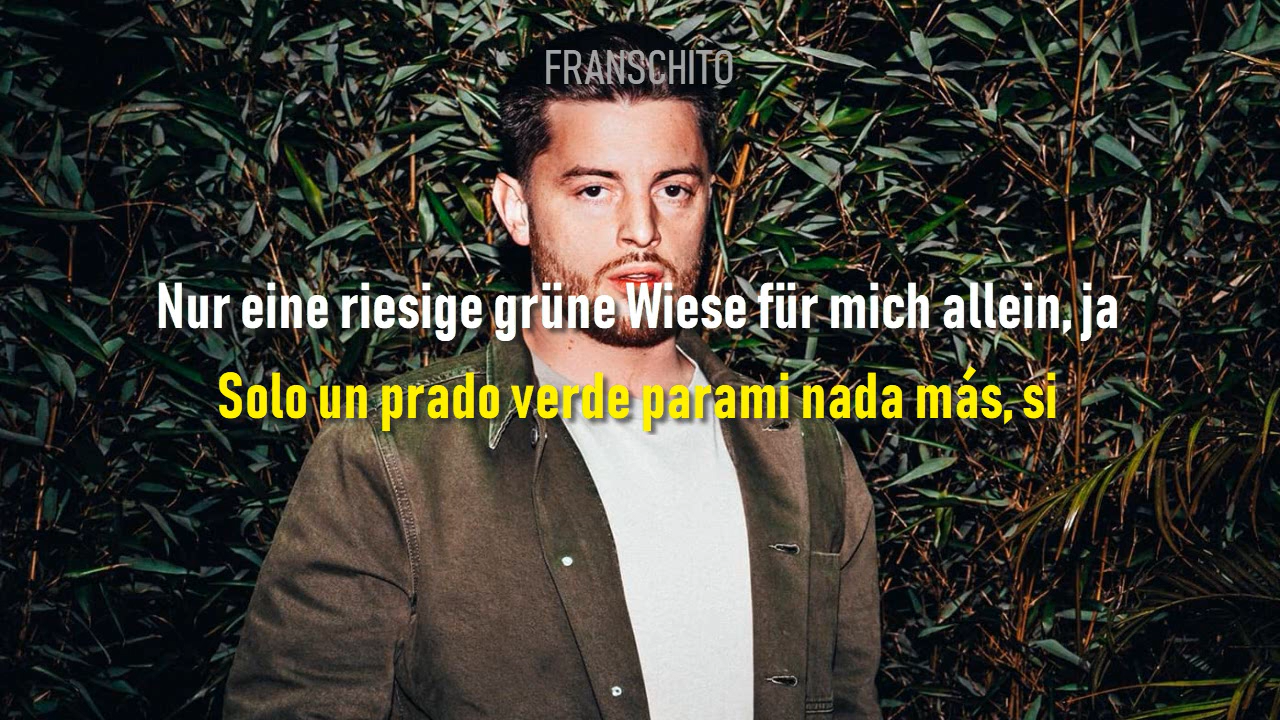 FRANSCHITO
Nur eine riesige grüne Wiese für mich allein, ja
Solo un prado verde parami nada más, si